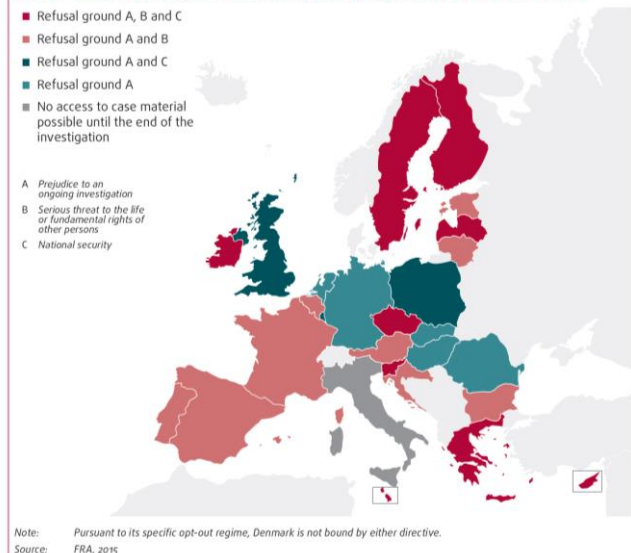 Refusal ground A, B and C
Refusal ground A and B
Refusal ground A and C
Refusal ground A
No access to case material
possible until the end of the
investigation
A Prejudice to an
ongoing investigation
B Serious threat to the life
or fundamental rights of
other persons
C National security
Note: Pursuant to its specific opt-out regime, Denmark is not bound by either directive.
Source: FRA, 2015